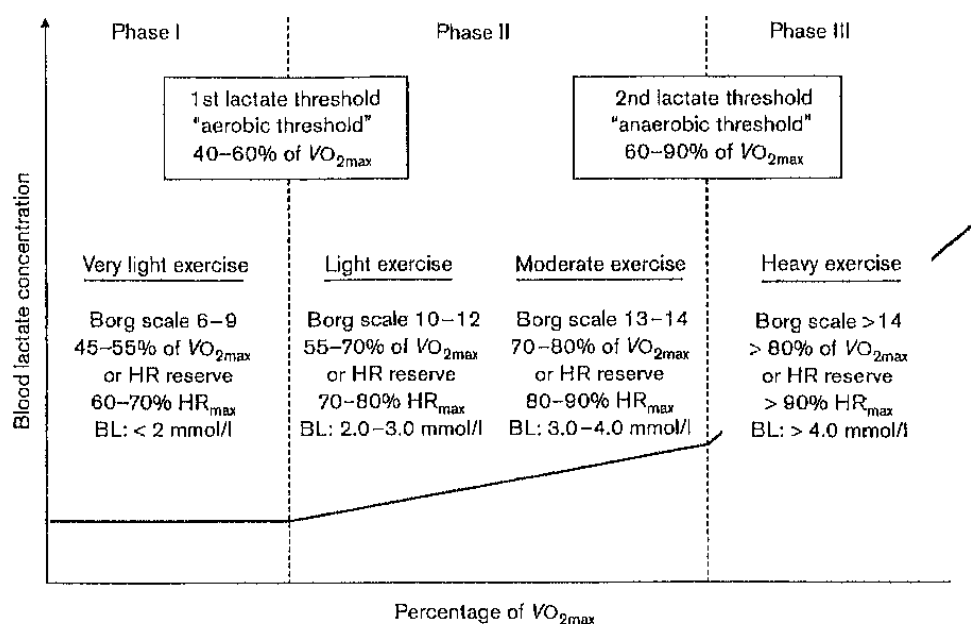 Phase I
Phase II
Phase III
1st lactate threshold
"aerobic threshold"
40–60% of VO2max
2nd lactate threshold
"anaerobic threshold"
60–90% of VO2max
Blood lactate concentration
Very light exercise
Borg scale 6–9
45–55% of VO2max
or HR reserve
60–70% HRmax
BL: < 2 mmol/l
Light exercise
Borg scale 10–12
55–70% of VO2max
or HR reserve
70–80% HRmax
BL: 2.0–3.0 mmol/l
Moderate exercise
Borg scale 13–14
70–80% of VO2max
or HR reserve
80–90% HRmax
BL: 3.0–4.0 mmol/l
Heavy exercise
Borg scale >14
> 80% of VO2max
or HR reserve
> 90% HRmax
BL: > 4.0 mmol/l
Percentage of VO2max